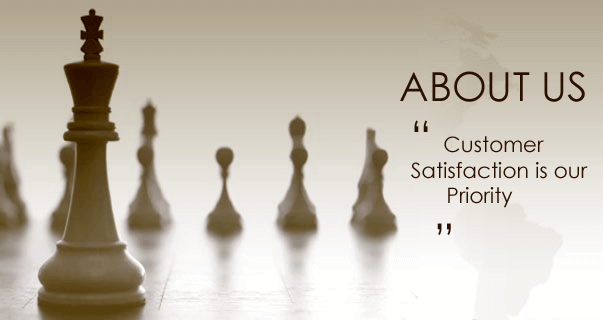 ABOUT US
“
Customer
Satisfaction is our
Priority
”